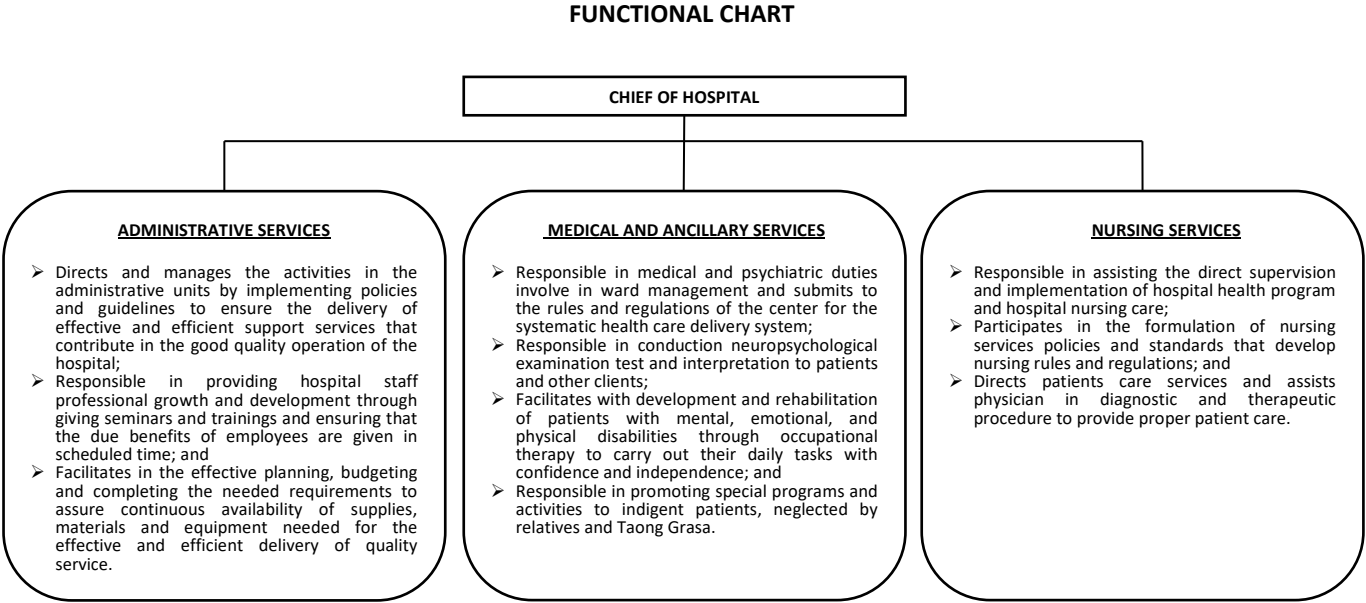 FUNCTIONAL CHART
CHIEF OF HOSPITAL
ADMINISTRATIVE SERVICES
➢ Directs and manages the activities in the
administrative units by implementing policies
and guidelines to ensure the delivery of
effective and efficient support services that
contribute in the good quality operation of the
hospital;
➢ Responsible in providing hospital staff
professional growth and development through
giving seminars and trainings and ensuring that
the due benefits of employees are given in
scheduled time; and
➢ Facilitates in the effective planning, budgeting
and completing the needed requirements to
assure continuous availability of supplies,
materials and equipment needed for the
effective and efficient delivery of quality
service.
MEDICAL AND ANCILLARY SERVICES
➢ Responsible in medical and psychiatric duties
involve in ward management and submits to
the rules and regulations of the center for the
systematic health care delivery system;
➢ Responsible in conduction neuropsychological
examination test and interpretation to patients
and other clients;
➢ Facilitates with development and rehabilitation
of patients with mental, emotional, and
physical disabilities through occupational
therapy to carry out their daily tasks with
confidence and independence; and
➢ Responsible in promoting special programs and
activities to indigent patients, neglected by
relatives and Taong Grasa.
NURSING SERVICES
➢ Responsible in assisting the direct supervision
and implementation of hospital health program
and hospital nursing care;
➢ Participates in the formulation of nursing
services policies and standards that develop
nursing rules and regulations; and
➢ Directs patients care services and assists
physician in diagnostic and therapeutic
procedure to provide proper patient care.